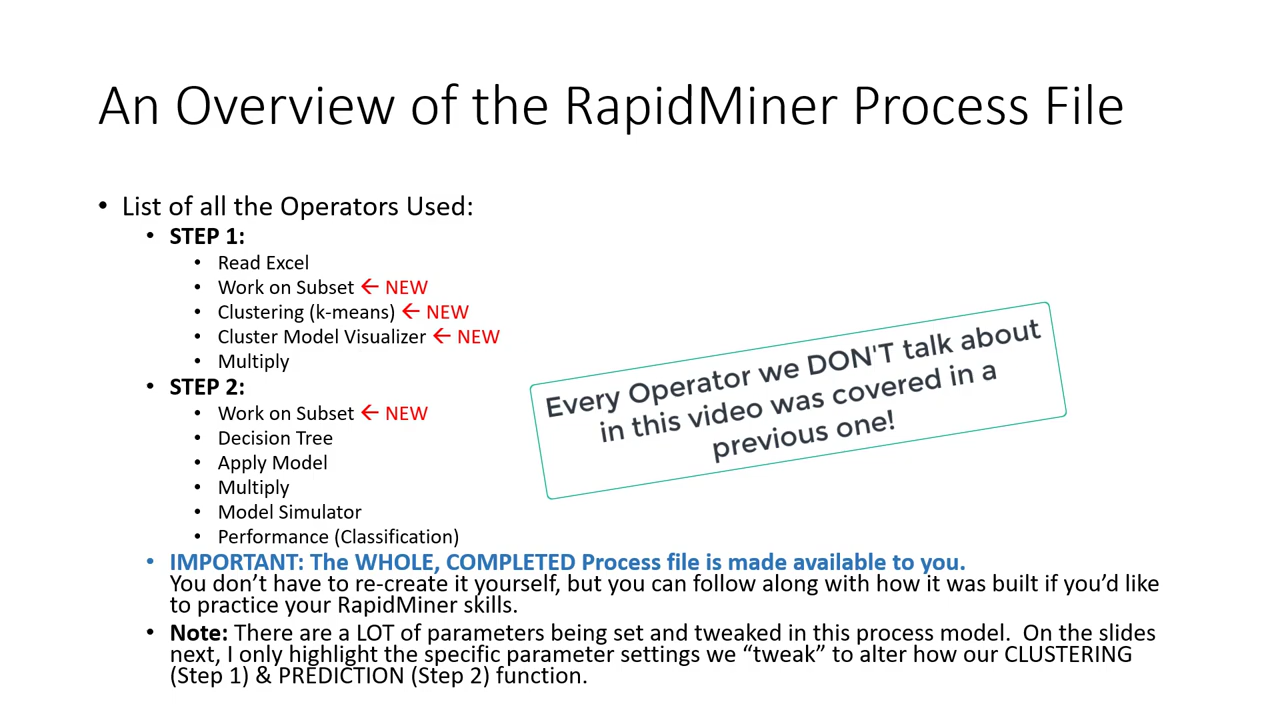 An Overview of the RapidMiner Process File
• List of all the Operators Used:
• STEP 1:
• Read Excel
• Work on Subset ← NEW
• Clustering (k-means) ← NEW
• Cluster Model Visualizer ← NEW
• Multiply
• STEP 2:
• Work on Subset ← NEW
• Decision Tree
• Apply Model
• Multiply
• Model Simulator
• Performance (Classification)
Every Operator we DON'T talk about
in this video was covered in a
previous one!
• IMPORTANT: The WHOLE, COMPLETED Process file is made available to you.
You don’t have to re-create it yourself, but you can follow along with how it was built if you’d like
to practice your RapidMiner skills.
• Note: There are a LOT of parameters being set and tweaked in this process model. On the slides
next, I only highlight the specific parameter settings we “tweak” to alter how our CLUSTERING
(Step 1) & PREDICTION (Step 2) function.